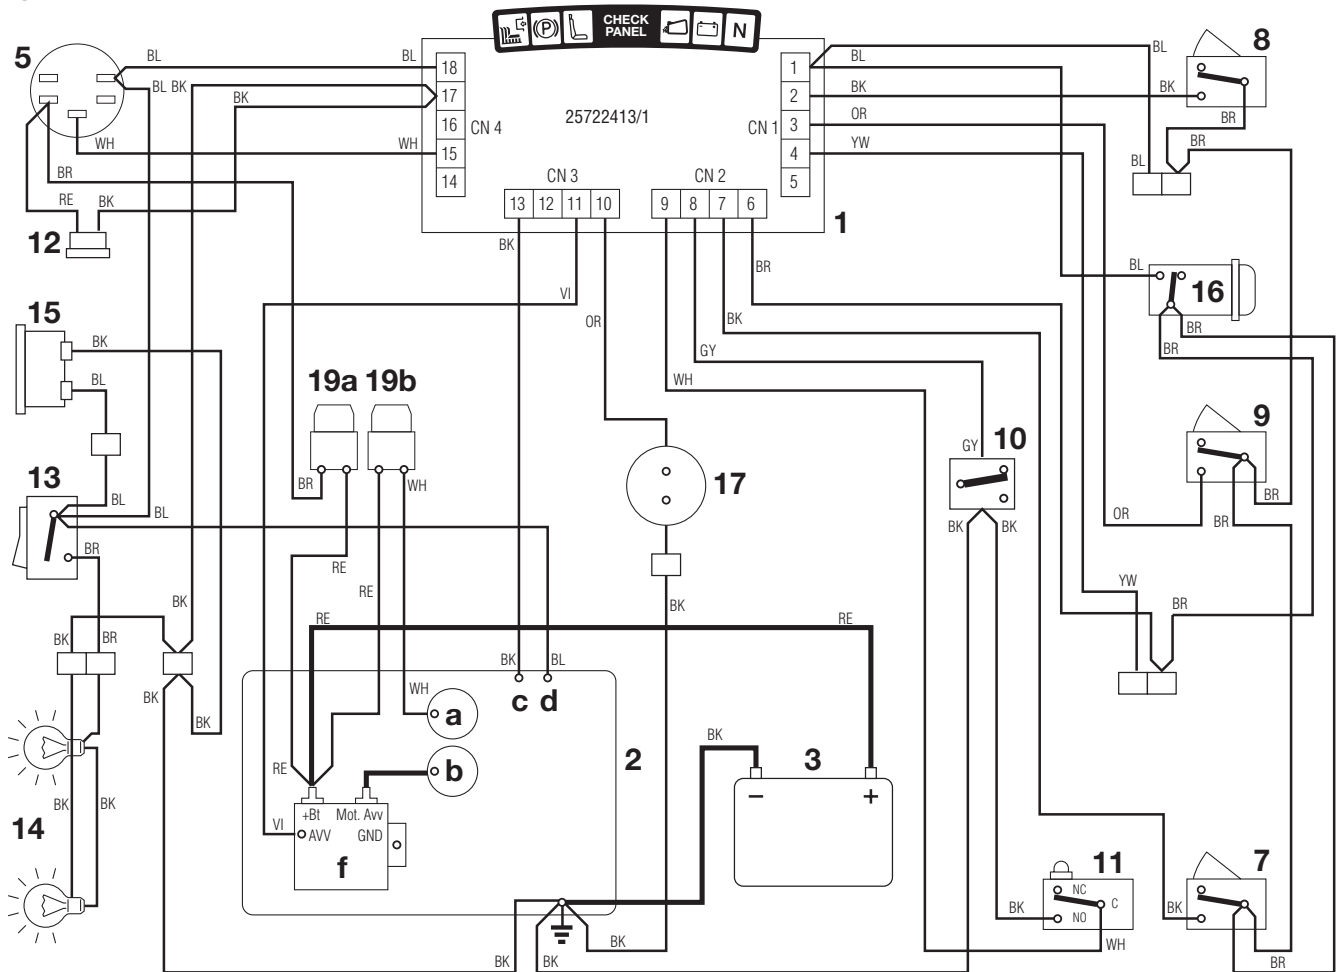 CHECK
PANEL
N
P
5
BL
BL
18
1
BL
BL
8
BL BK
BK
17
2
BK
BK
25722413/1
16
CN 4
CN 1
3
OR
BR
WH
WH
15
4
YW
BR
BR
14
CN 3
CN 2
5
BL
RE
BK
13
12
11
10
9
8
7
6
1
12
BK
BR
BL
16
VI
15
OR
BK
BR
BK
GY
BR
BL
19a
19b
WH
9
GY
10
13
BR
WH
17
BL
BL
OR
BR
BR
BR
BK
BK
RE
YW
RE
BK
BK
BR
RE
RE
BK
BR
BK
BL
BK
WH
c
d
BK
a
BK
3
2
b
RE
–
+
BK
BK
+Bt
Mot. Avv
14
VI
AVV
GND
7
11
f
NC
C
BK
NO
BK
BK
WH
BK
BK
BR